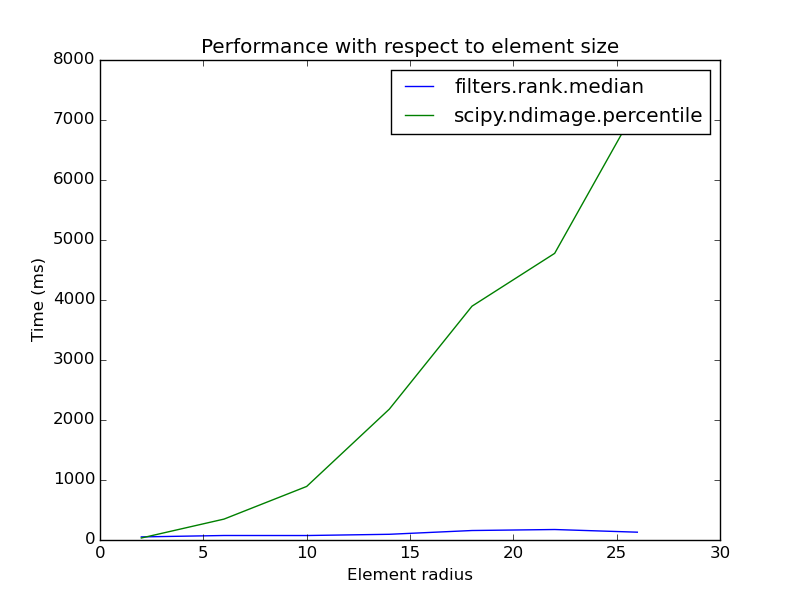 Performance with respect to element size
filters.rank.median
scipy.ndimage.percentile
8000
7000
6000
5000
4000
3000
2000
1000
0
Time (ms)
0 5 10 15 20 25 30
Element radius